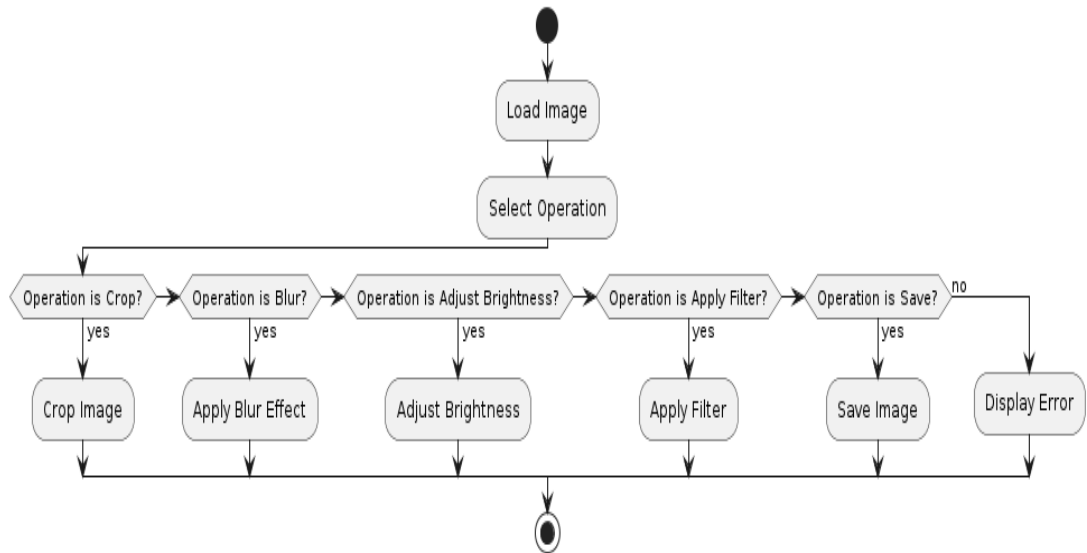 Load Image
Select Operation
Operation is Crop?
Operation is Blur?
Operation is Adjust Brightness?
Operation is Apply Filter?
Operation is Save?
no
yes
yes
yes
yes
yes
Crop Image
Apply Blur Effect
Adjust Brightness
Apply Filter
Save Image
Display Error